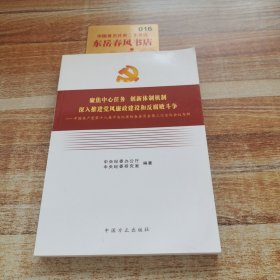 016
东岳春风书店
聚焦中心任务 创新体制机制
深入推进党风廉政建设和反腐败斗争
中央纪委办公厅
中央纪委研究室
编著
中国方正出版社